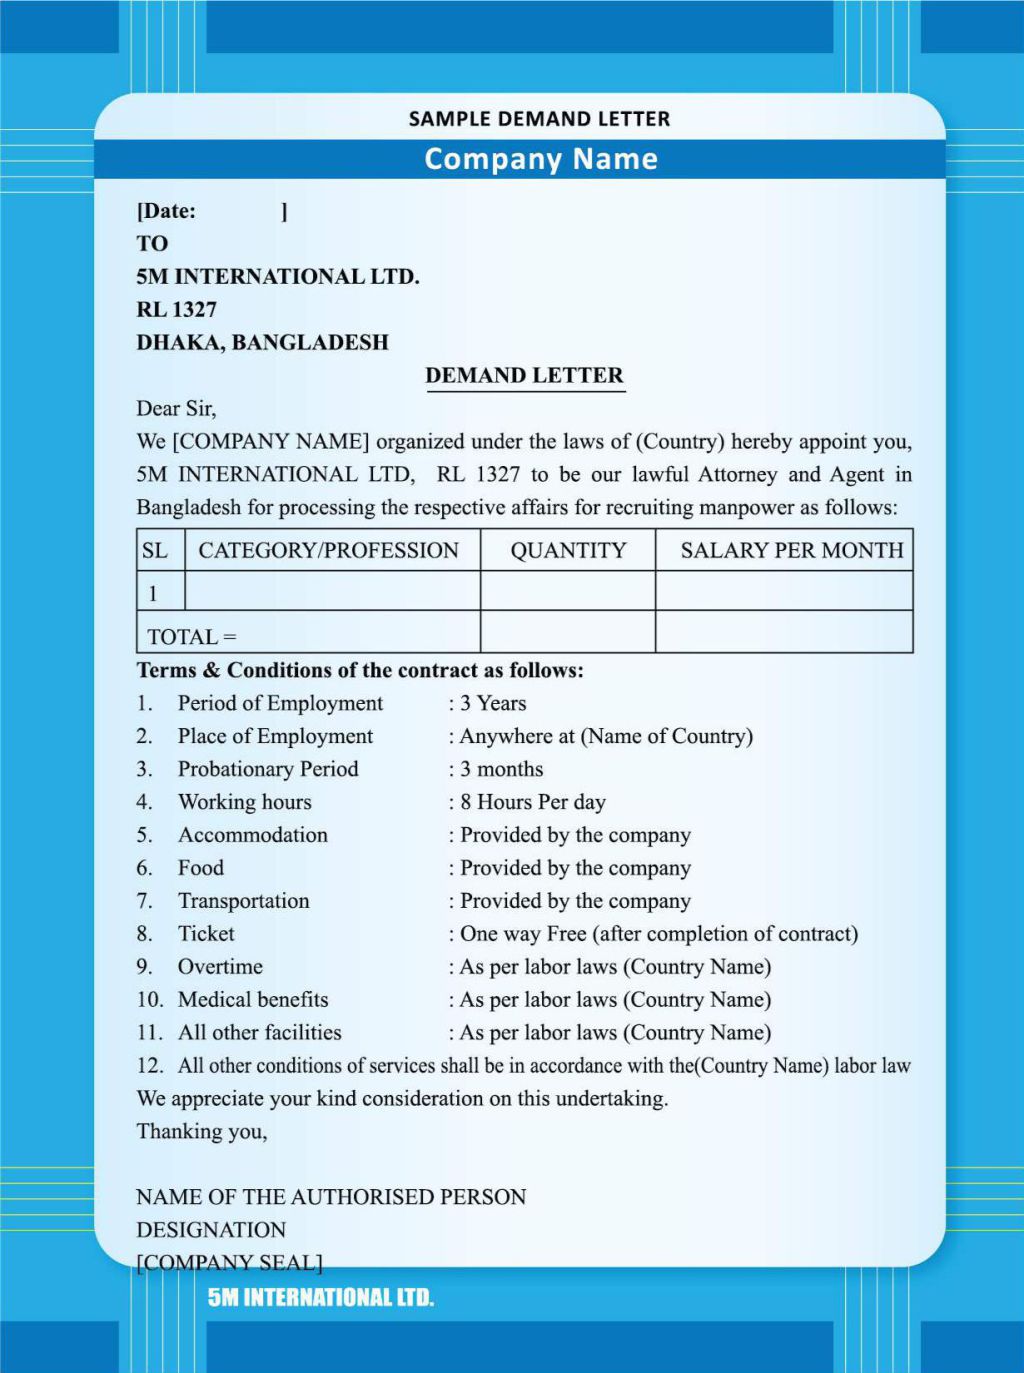 SAMPLE DEMAND LETTER
Company Name
[Date: ]
TO
5M INTERNATIONAL LTD.
RL 1327
DHAKA, BANGLADESH
DEMAND LETTER
Dear Sir,
We [COMPANY NAME] organized under the laws of (Country) hereby appoint you,
5M INTERNATIONAL LTD, RL 1327 to be our lawful Attorney and Agent in
Bangladesh for processing the respective affairs for recruiting manpower as follows:
SL CATEGORY/PROFESSION QUANTITY SALARY PER MONTH
1
TOTAL =
Terms & Conditions of the contract as follows:
1. Period of Employment : 3 Years
2. Place of Employment : Anywhere at (Name of Country)
3. Probationary Period : 3 months
4. Working hours : 8 Hours Per day
5. Accommodation : Provided by the company
6. Food : Provided by the company
7. Transportation : Provided by the company
8. Ticket : One way Free (after completion of contract)
9. Overtime : As per labor laws (Country Name)
10. Medical benefits : As per labor laws (Country Name)
11. All other facilities : As per labor laws (Country Name)
12. All other conditions of services shall be in accordance with the(Country Name) labor law
We appreciate your kind consideration on this undertaking.
Thanking you,
NAME OF THE AUTHORISED PERSON
DESIGNATION
[COMPANY SEAL]
5M INTERNATIONAL LTD.